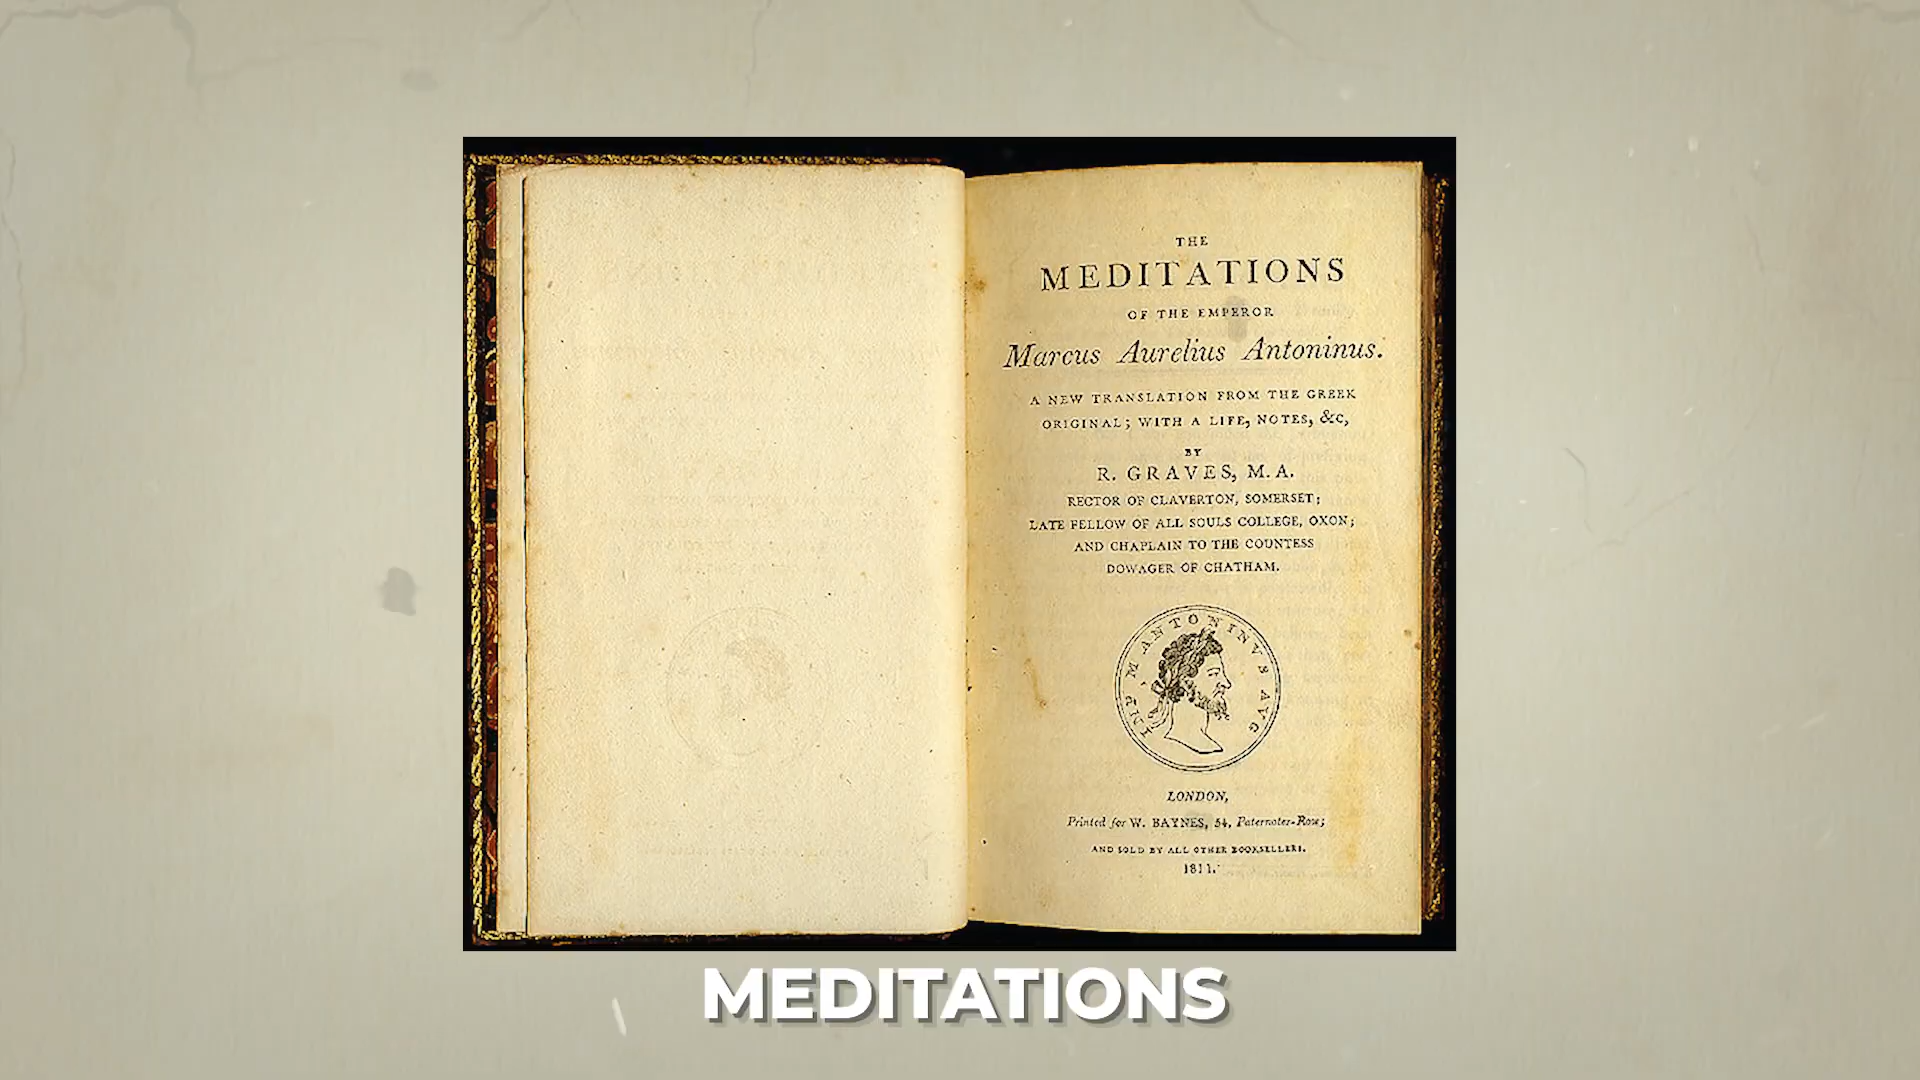 THE
MEDITATIONS
OF THE EMPEROR
Marcus Aurelius Antoninus.
A NEW TRANSLATION FROM THE GREEK
ORIGINAL; WITH A LIFE, NOTES, &c,
BY
R. GRAVES, M.A.
RECTOR OF CLAVERTON, SOMERSET;
LATE FELLOW OF ALL SOULS COLLEGE, OXON;
AND CHAPLAIN TO THE COUNTESS
DOWAGER OF CHATHAM.
IMP M ANTONINVS AVG
LONDON,
Printed for W. BAYNES, 54, Paternoster-Row;
AND SOLD BY ALL OTHER BOOKSELLERS.
1811.
MEDITATIONS